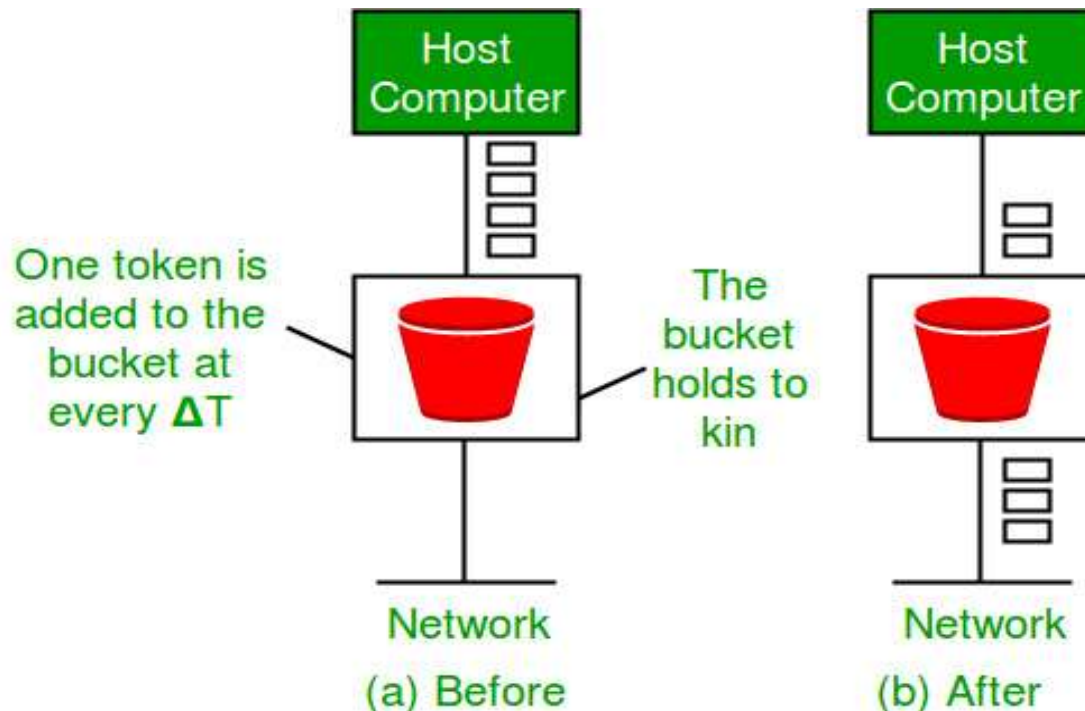 Host
Computer
Host
Computer
One token is
added to the
bucket at
every ΔT
The
bucket
holds to
kin
Network
Network
(a) Before
(b) After